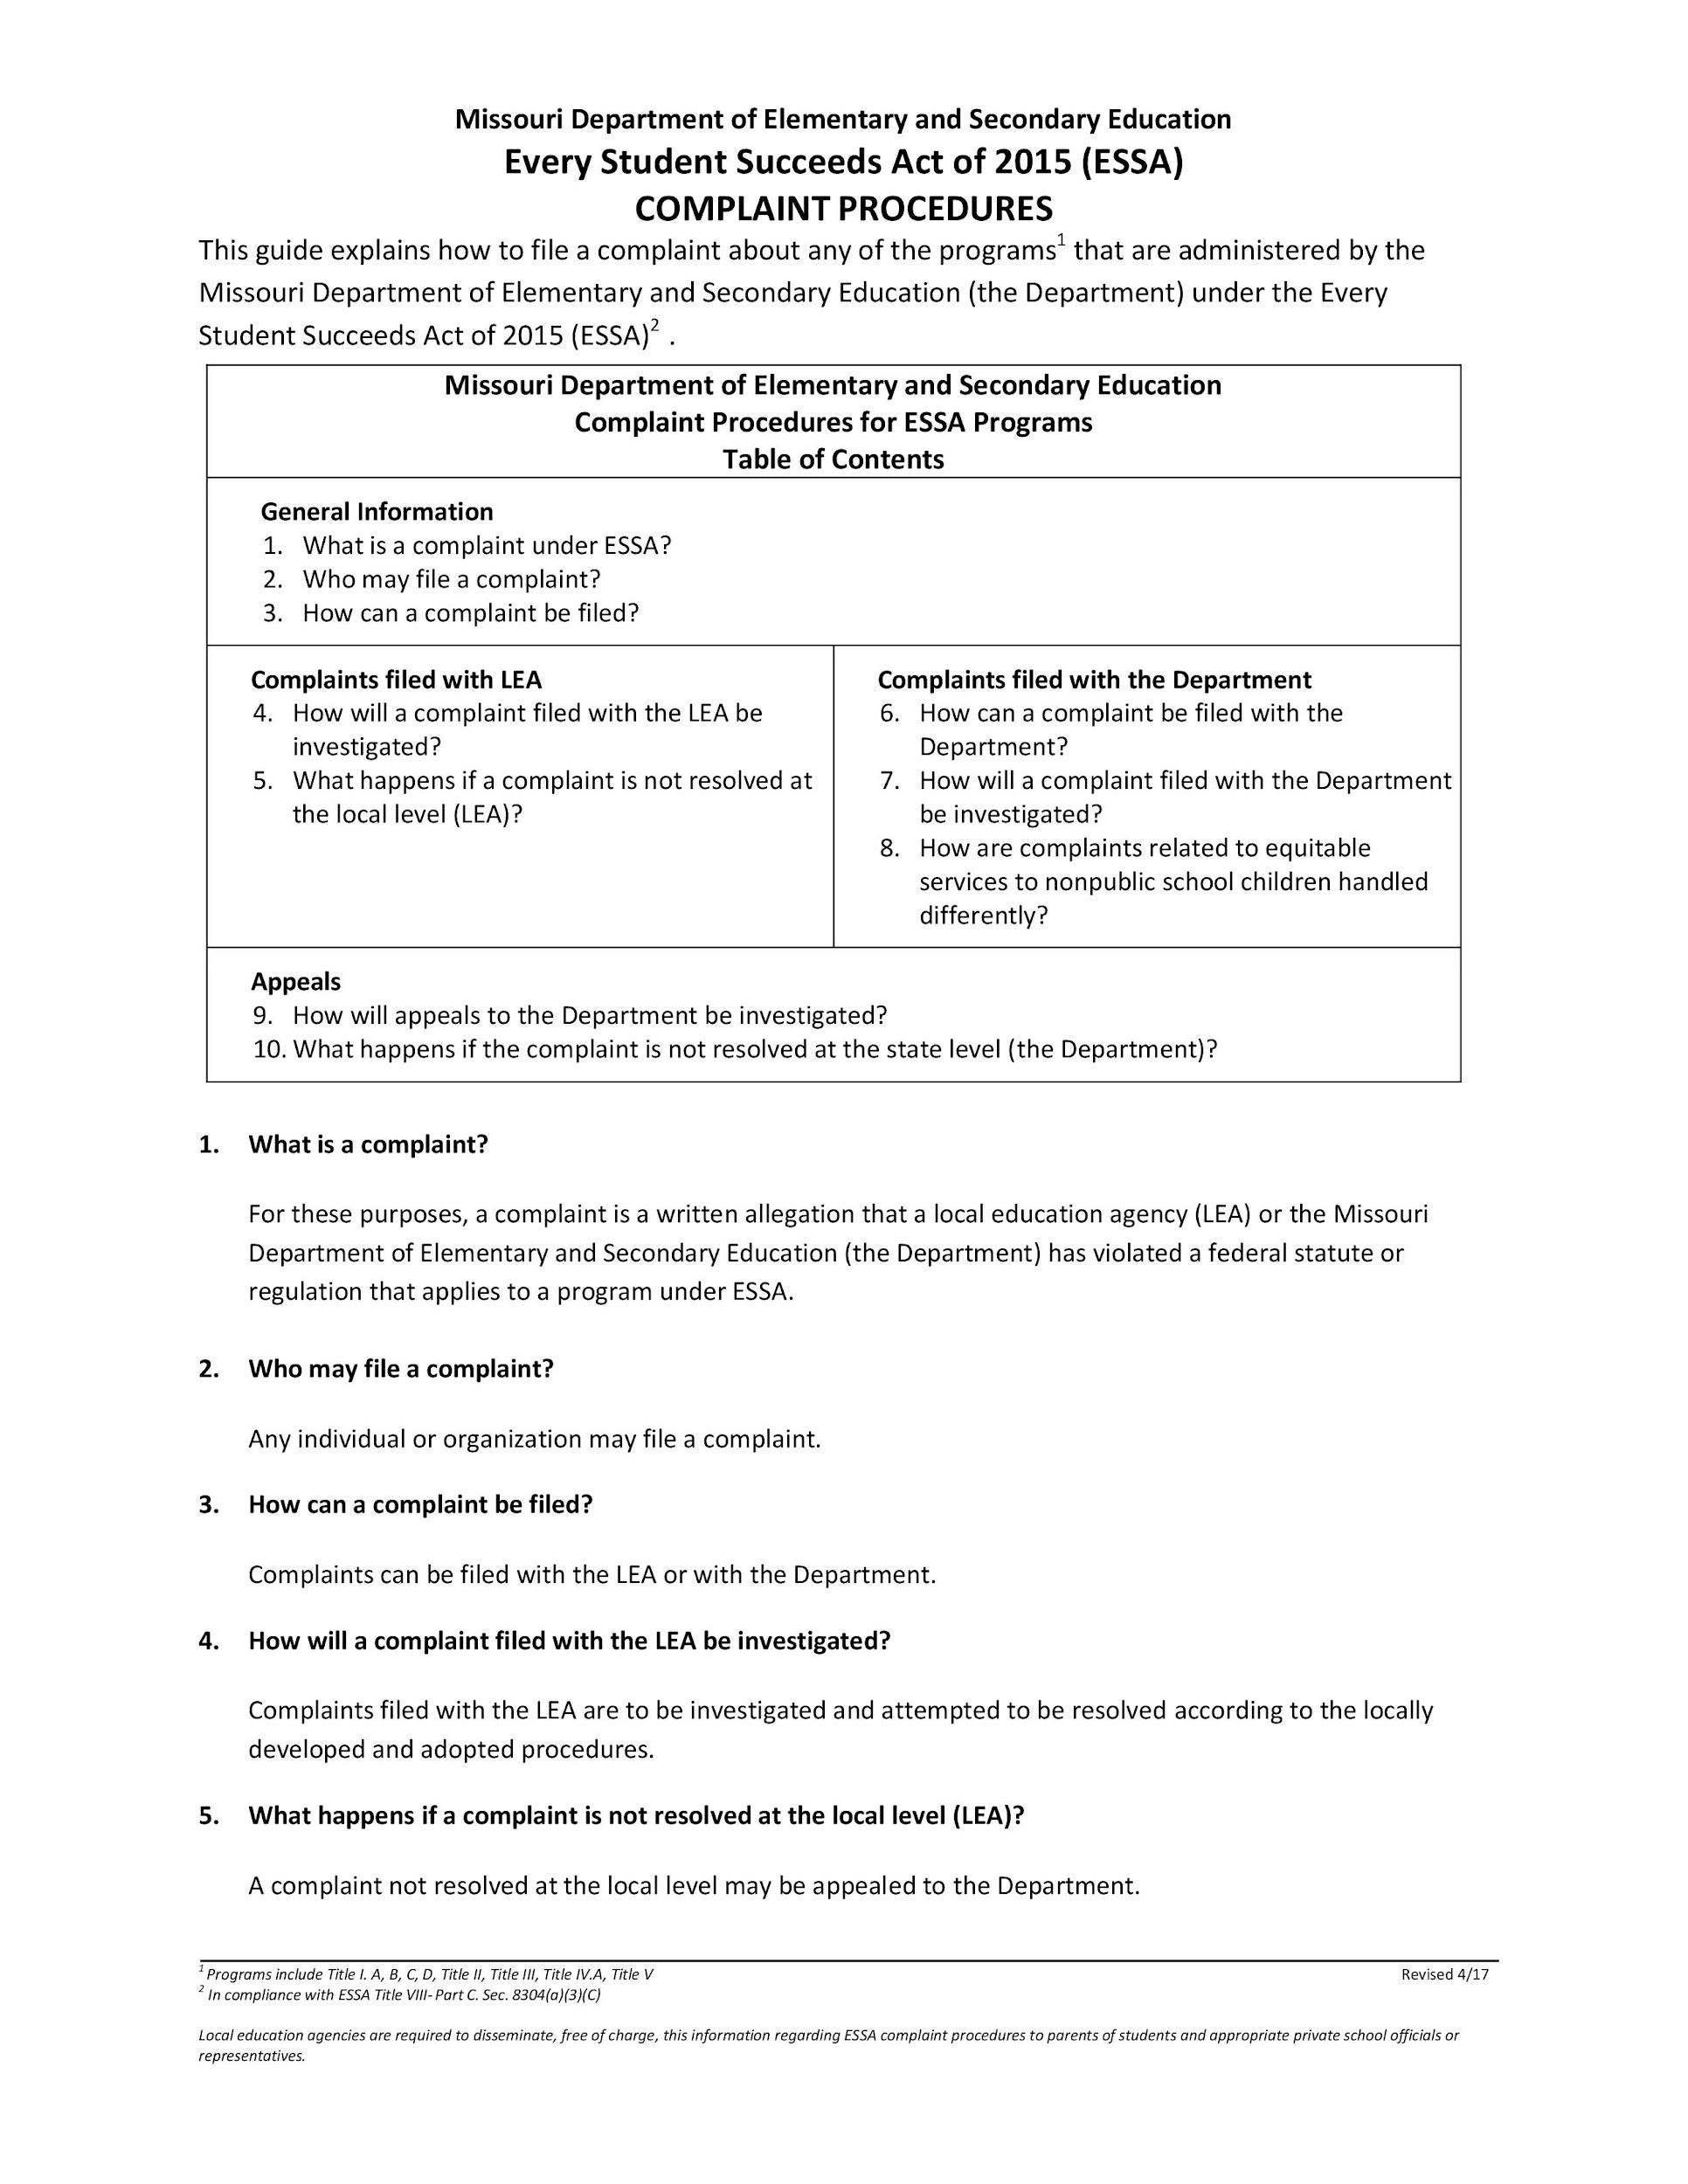 Missouri Department of Elementary and Secondary Education
Every Student Succeeds Act of 2015 (ESSA)
COMPLAINT PROCEDURES
This guide explains how to file a complaint about any of the programs¹ that are administered by the
Missouri Department of Elementary and Secondary Education (the Department) under the Every
Student Succeeds Act of 2015 (ESSA)² .
Missouri Department of Elementary and Secondary Education
Complaint Procedures for ESSA Programs
Table of Contents
General Information
1. What is a complaint under ESSA?
2. Who may file a complaint?
3. How can a complaint be filed?
Complaints filed with LEA
4. How will a complaint filed with the LEA be
investigated?
5. What happens if a complaint is not resolved at
the local level (LEA)?
Complaints filed with the Department
6. How can a complaint be filed with the
Department?
7. How will a complaint filed with the Department
be investigated?
8. How are complaints related to equitable
services to nonpublic school children handled
differently?
Appeals
9. How will appeals to the Department be investigated?
10. What happens if the complaint is not resolved at the state level (the Department)?
1. What is a complaint?
For these purposes, a complaint is a written allegation that a local education agency (LEA) or the Missouri
Department of Elementary and Secondary Education (the Department) has violated a federal statute or
regulation that applies to a program under ESSA.
2. Who may file a complaint?
Any individual or organization may file a complaint.
3. How can a complaint be filed?
Complaints can be filed with the LEA or with the Department.
4. How will a complaint filed with the LEA be investigated?
Complaints filed with the LEA are to be investigated and attempted to be resolved according to the locally
developed and adopted procedures.
5. What happens if a complaint is not resolved at the local level (LEA)?
A complaint not resolved at the local level may be appealed to the Department.
¹ Programs include Title I. A, B, C, D, Title II, Title III, Title IV.A, Title V
Revised 4/17
² In compliance with ESSA Title VIII- Part C. Sec. 8304(a)(3)(C)
Local education agencies are required to disseminate, free of charge, this information regarding ESSA complaint procedures to parents of students and appropriate private school officials or
representatives.